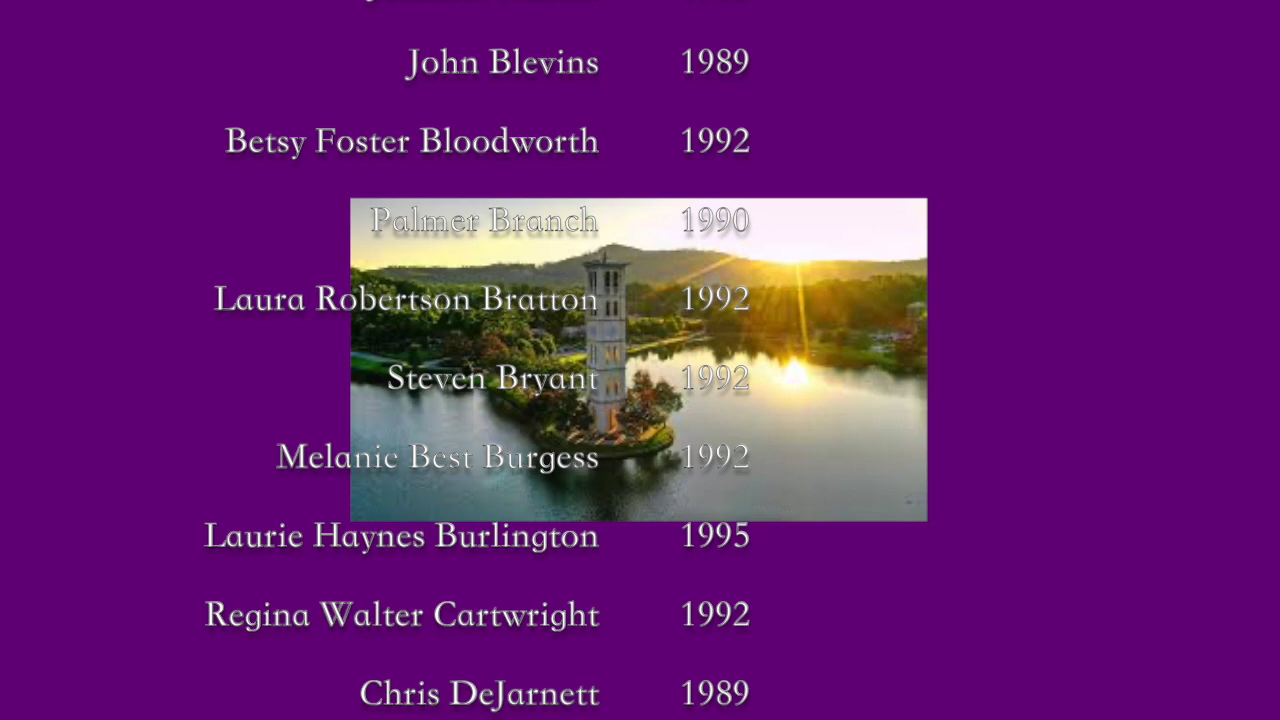 John Blevins 1989
Betsy Foster Bloodworth 1992
Palmer Branch 1990
Laura Robertson Bratton 1992
Steven Bryant 1992
Melanie Best Burgess 1992
Laurie Haynes Burlington 1995
Regina Walter Cartwright 1992
Chris DeJarnett 1989